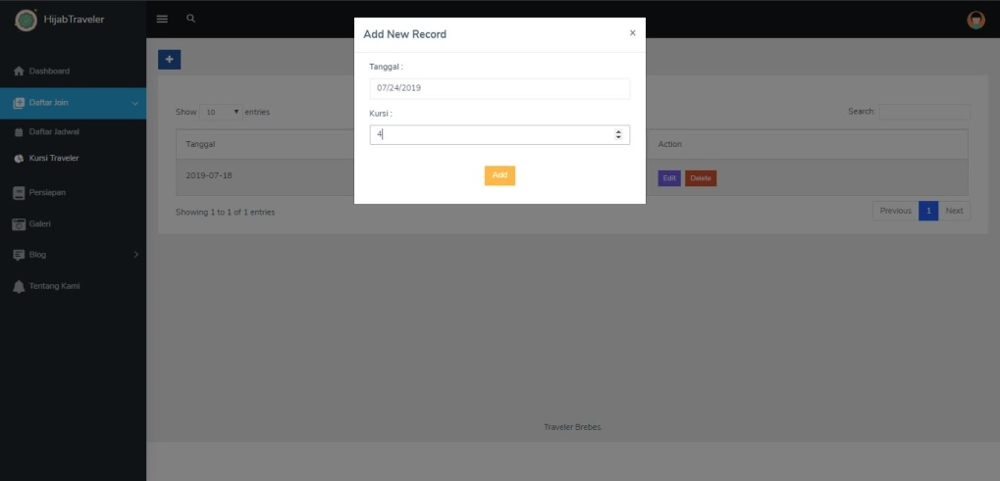 HijabTraveler
Dashboard
Daftar Join
Daftar Jadwal
Kursi Traveler
Persiapan
Galeri
Blog
Tentang Kami
Add New Record
×
Tanggal :
07/24/2019
Kursi :
4
Add
Show 10 entries
Search:
Tanggal
Action
2019-07-18
Edit Delete
Showing 1 to 1 of 1 entries
Previous 1 Next
Traveler Brebes.